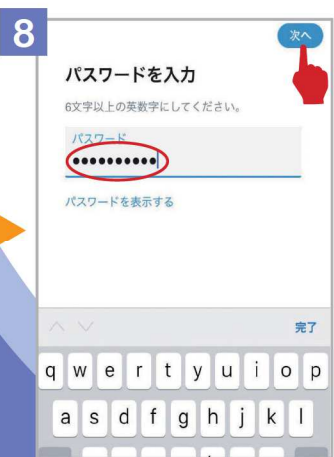 8
次へ
パスワードを入力
6文字以上の英数字にしてください。
パスワード
●●●●●●●●●●
パスワードを表示する
完了
q w e r t y u i o p
a s d f g h j k l